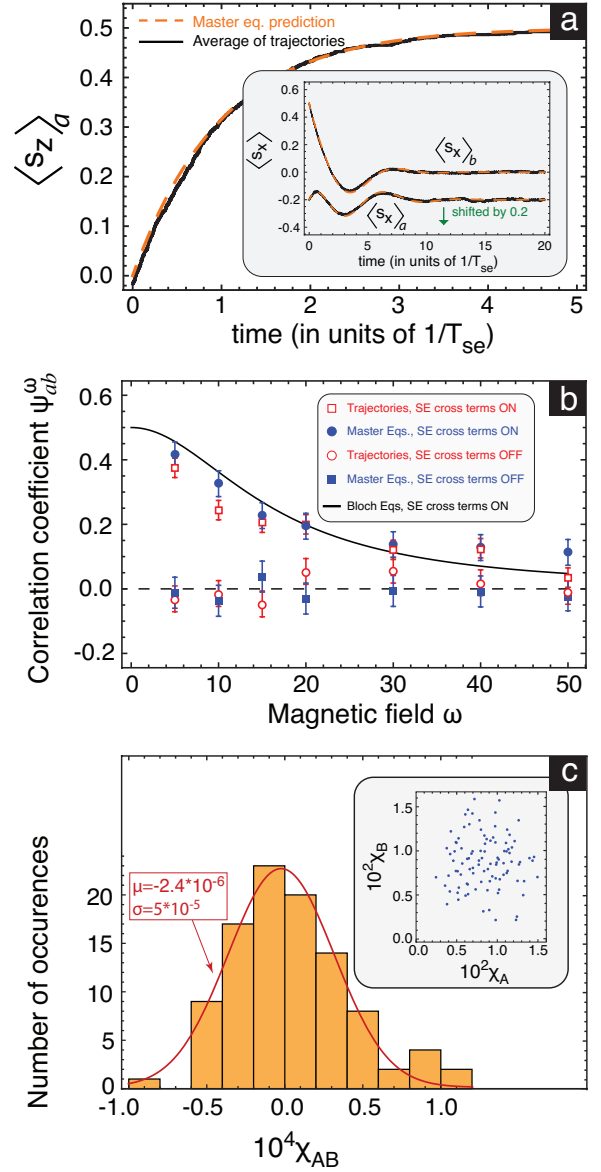 Master eq. prediction
Average of trajectories
a
⟨s_z⟩_a
0.5
0.4
0.3
0.2
0.1
0.0
0 1 2 3 4 5
time (in units of 1/T_se)
⟨s_x⟩
0.6
0.4
0.2
0.0
-0.2
-0.4
⟨s_x⟩_b
⟨s_x⟩_a
shifted by 0.2
0 5 10 15 20
time (in units of 1/T_se)
b
Correlation coefficient ψ^ω_ab
0.6
0.4
0.2
0.0
-0.2
Trajectories, SE cross terms ON
Master Eqs., SE cross terms ON
Trajectories, SE cross terms OFF
Master Eqs., SE cross terms OFF
Bloch Eqs, SE cross terms ON
0 10 20 30 40 50
Magnetic field ω
c
Number of occurences
20
15
10
5
0
μ=-2.4*10^-6
σ=5*10^-5
10^2χ_B
1.5
1.0
0.5
0.0
0.0 0.5 1.0 1.5
10^2χ_A
-1.0 -0.5 0.0 0.5 1.0
10^4χ_AB